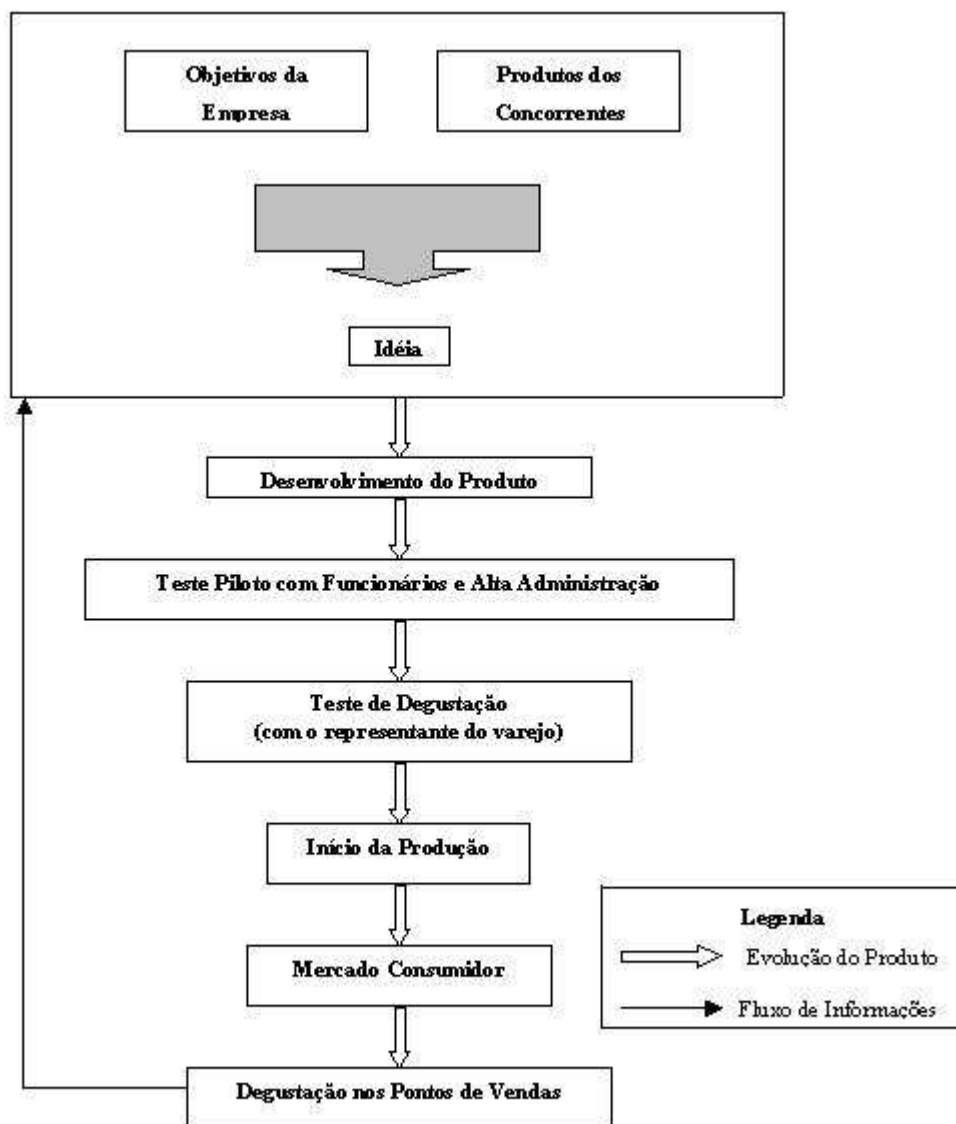 Objetivos da
Empresa
Produtos dos
Concorrentes
Idéia
Desenvolvimento do Produto
Teste Piloto com Funcionários e Alta Administração
Teste de Degustação
(com o representante do varejo)
Início da Produção
Mercado Consumidor
Degustação nos Pontos de Vendas
Legenda
Evolução do Produto
Fluxo de Informações